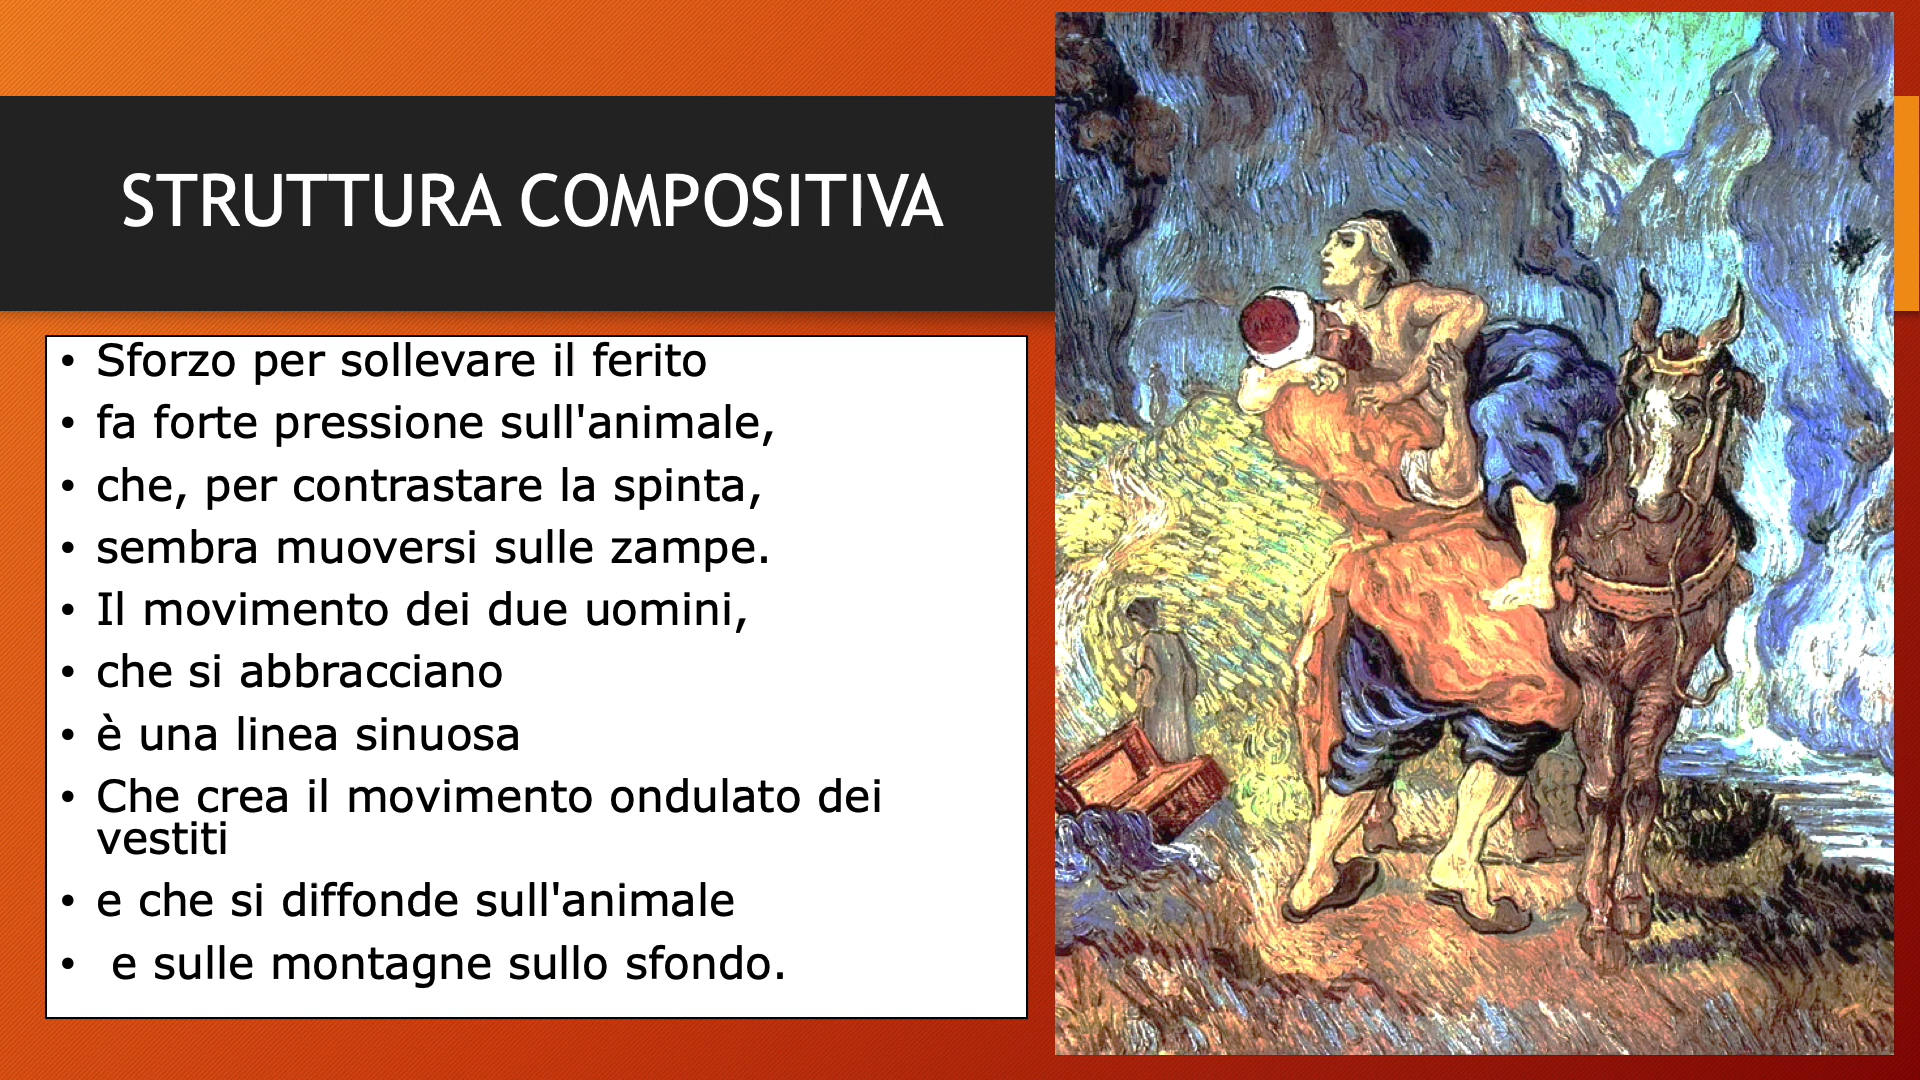 STRUTTURA COMPOSITIVA
• Sforzo per sollevare il ferito
• fa forte pressione sull'animale,
• che, per contrastare la spinta,
• sembra muoversi sulle zampe.
• Il movimento dei due uomini,
• che si abbracciano
• è una linea sinuosa
• Che crea il movimento ondulato dei
vestiti
• e che si diffonde sull'animale
• e sulle montagne sullo sfondo.